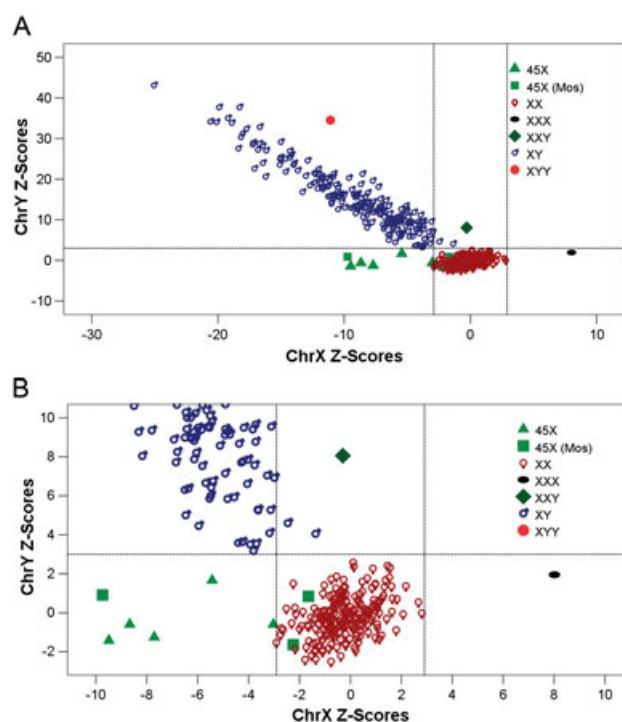 A
50
40
30
20
10
0
-10
ChrY Z-Scores
-30
-20
-10
0
10
ChrX Z-Scores
45X
45X (Mos)
XX
XXX
XXY
XY
XYY
B
10
8
6
4
2
0
-2
ChrY Z-Scores
-10
-8
-6
-4
-2
0
2
4
6
8
10
ChrX Z-Scores
45X
45X (Mos)
XX
XXX
XXY
XY
XYY